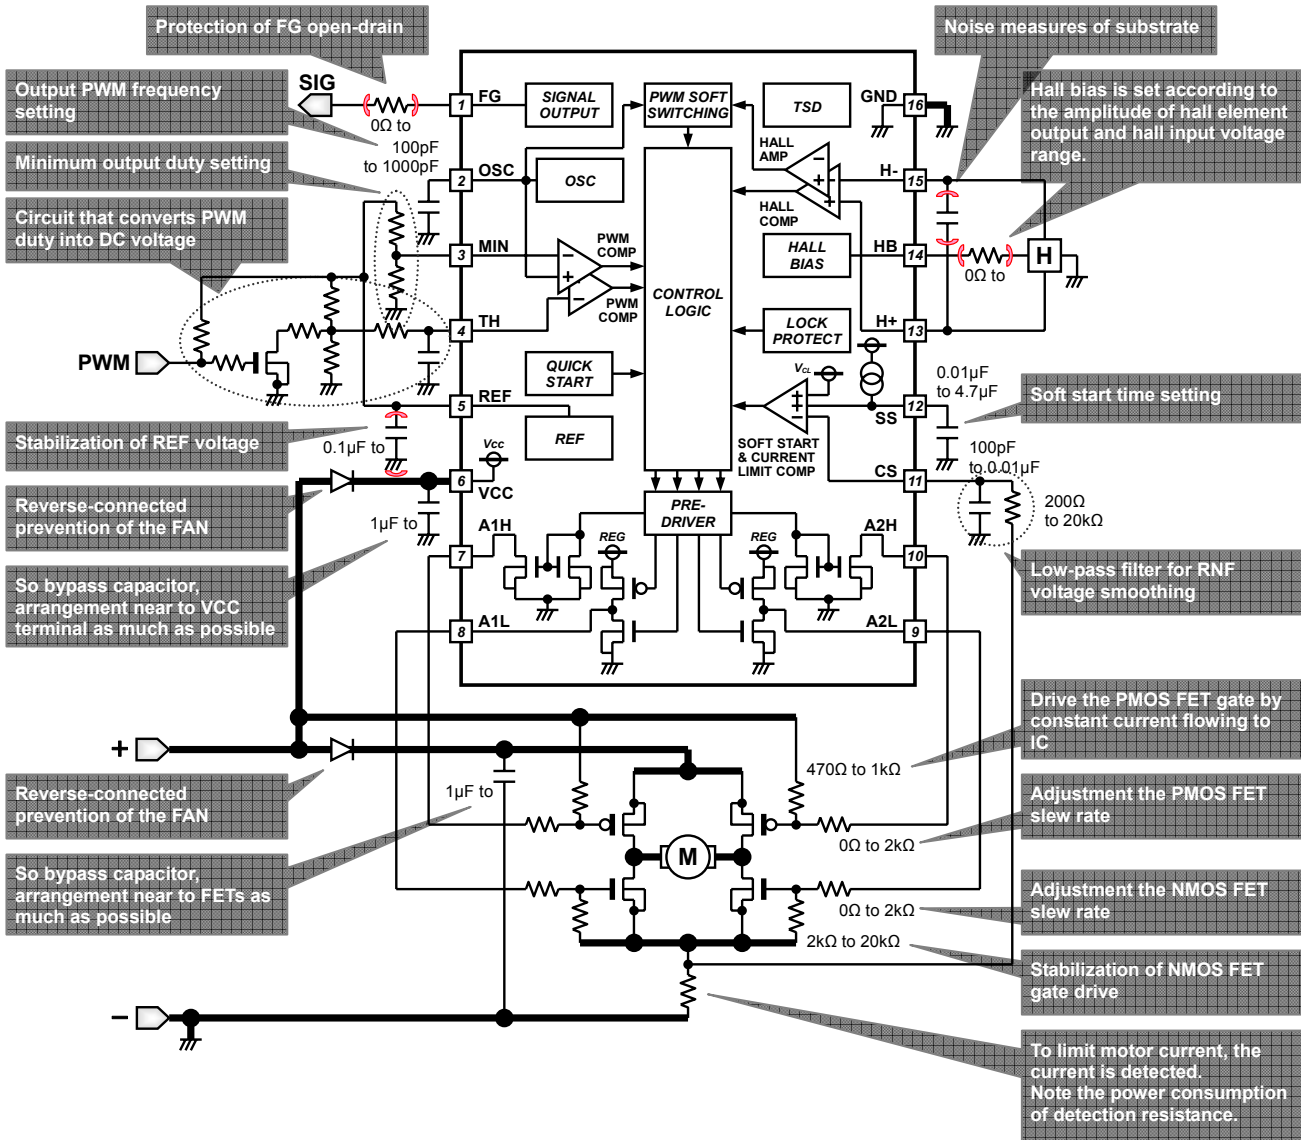 Protection of FG open-drain
Noise measures of substrate
Output PWM frequency
setting
SIG
0Ω to
100pF
to 1000pF
Minimum output duty setting
Circuit that converts PWM
duty into DC voltage
PWM
Stabilization of REF voltage
0.1µF to
Reverse-connected
prevention of the FAN
1µF to
So bypass capacitor,
arrangement near to VCC
terminal as much as possible
1
FG
SIGNAL
OUTPUT
PWM SOFT
SWITCHING
TSD
GND
16
2
OSC
OSC
HALL
AMP
H-
15
HALL
COMP
3
MIN
PWM
COMP
HALL
BIAS
HB
14
CONTROL
LOGIC
4
TH
PWM
COMP
LOCK
PROTECT
H+
13
QUICK
START
5
REF
REF
VCL
SS
12
SOFT START
& CURRENT
LIMIT COMP
CS
11
6
VCC
Vcc
PRE-
DRIVER
7
A1H
REG
REG
A2H
10
8
A1L
A2L
9
Hall bias is set according to
the amplitude of hall element
output and hall input voltage
range.
H
0Ω to
0.01µF
to 4.7µF
Soft start time setting
100pF
to 0.01µF
200Ω
to 20kΩ
Low-pass filter for RNF
voltage smoothing
+
Reverse-connected
prevention of the FAN
1µF to
So bypass capacitor,
arrangement near to FETs as
much as possible
M
470Ω to 1kΩ
Drive the PMOS FET gate by
constant current flowing to
IC
0Ω to 2kΩ
Adjustment the PMOS FET
slew rate
0Ω to 2kΩ
Adjustment the NMOS FET
slew rate
2kΩ to 20kΩ
Stabilization of NMOS FET
gate drive
−
To limit motor current, the
current is detected.
Note the power consumption
of detection resistance.